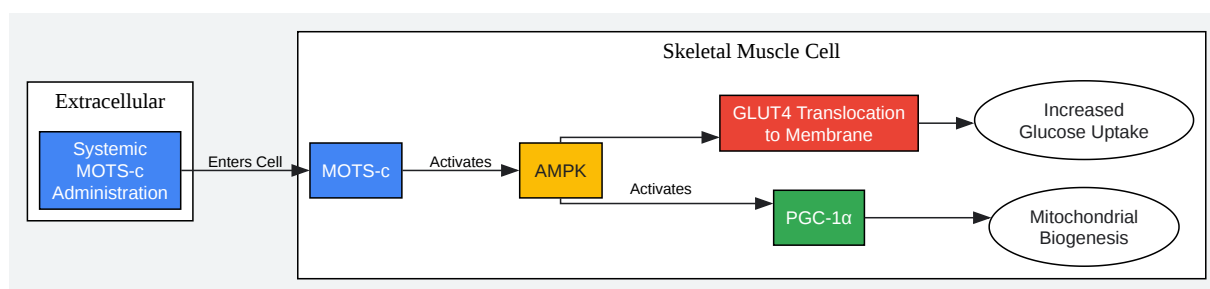 Skeletal Muscle Cell
Extracellular
Systemic
MOTS-c
Administration
Enters Cell
MOTS-c
Activates
AMPK
GLUT4 Translocation
to Membrane
Increased
Glucose Uptake
Activates
PGC-1α
Mitochondrial
Biogenesis